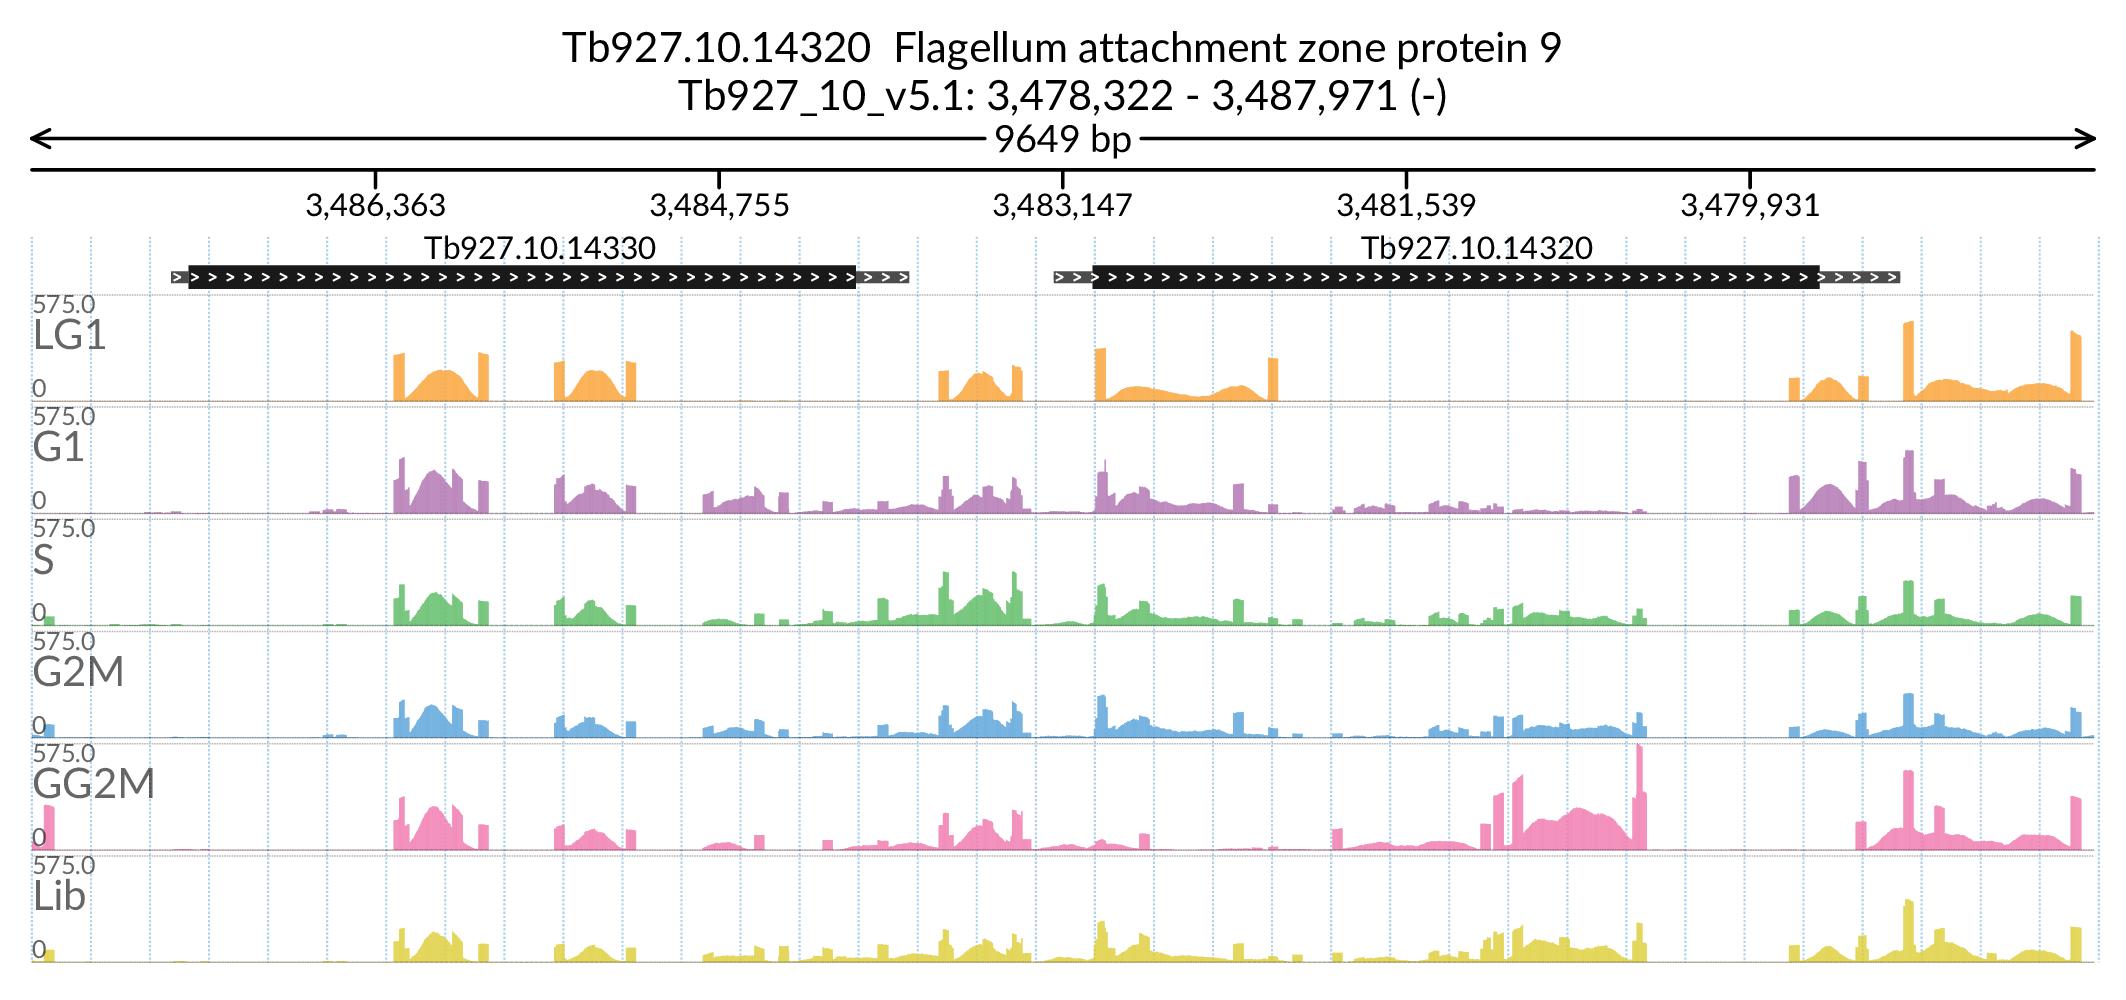 Tb927.10.14320  Flagellum attachment zone protein 9
Tb927_10_v5.1: 3,478,322 - 3,487,971 (-)
9649 bp
3,486,363 3,484,755 3,483,147 3,481,539 3,479,931
Tb927.10.14330 Tb927.10.14320
575.0
LG1
0
575.0
G1
0
575.0
S
0
575.0
G2M
0
575.0
GG2M
0
575.0
Lib
0